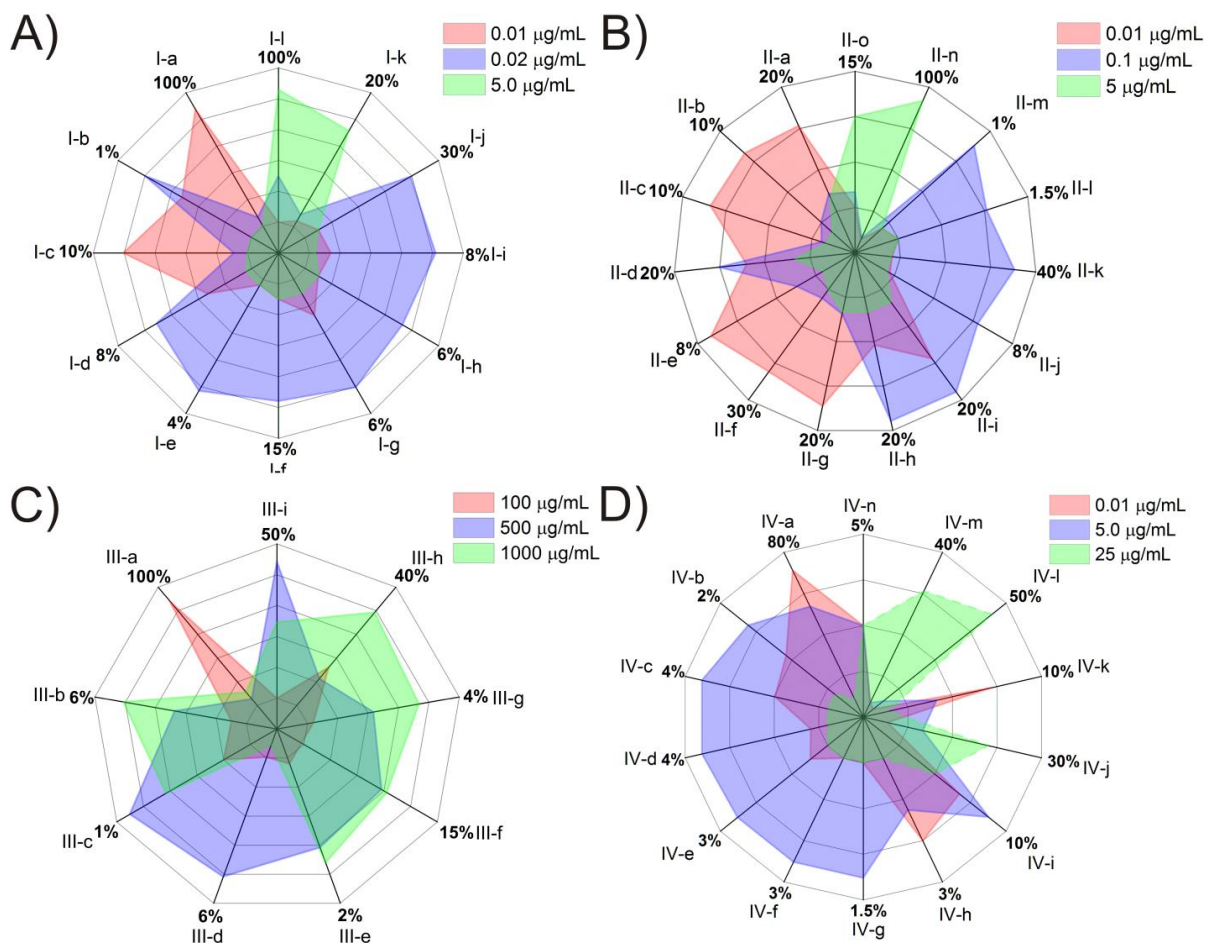 A)
I-l
100%
I-k
20%
I-j
30%
8% I-i
I-h
6%
I-g
6%
I-f
15%
I-e
4%
I-d
8%
I-c 10%
I-b
1%
I-a
100%
0.01 µg/mL
0.02 µg/mL
5.0 µg/mL
B)
II-o
15%
II-n
100%
II-m
1%
1.5% II-l
II-k
40%
II-j
8%
II-i
20%
20%
II-h
20%
II-g
II-f
30%
II-e
8%
II-d
20%
II-c 10%
II-b
10%
II-a
20%
0.01 µg/mL
0.1 µg/mL
5 µg/mL
C)
III-i
50%
III-h
40%
4% III-g
15% III-f
2%
III-e
6%
III-d
III-c 1%
III-b
6%
III-a
100%
100 µg/mL
500 µg/mL
1000 µg/mL
D)
IV-n
5%
IV-m
40%
IV-l
50%
IV-k
10%
30%
IV-j
10%
IV-i
3%
IV-h
1.5%
IV-g
3%
IV-f
3%
IV-e
IV-d 4%
IV-c
4%
IV-b
2%
IV-a
80%
0.01 µg/mL
5.0 µg/mL
25 µg/mL